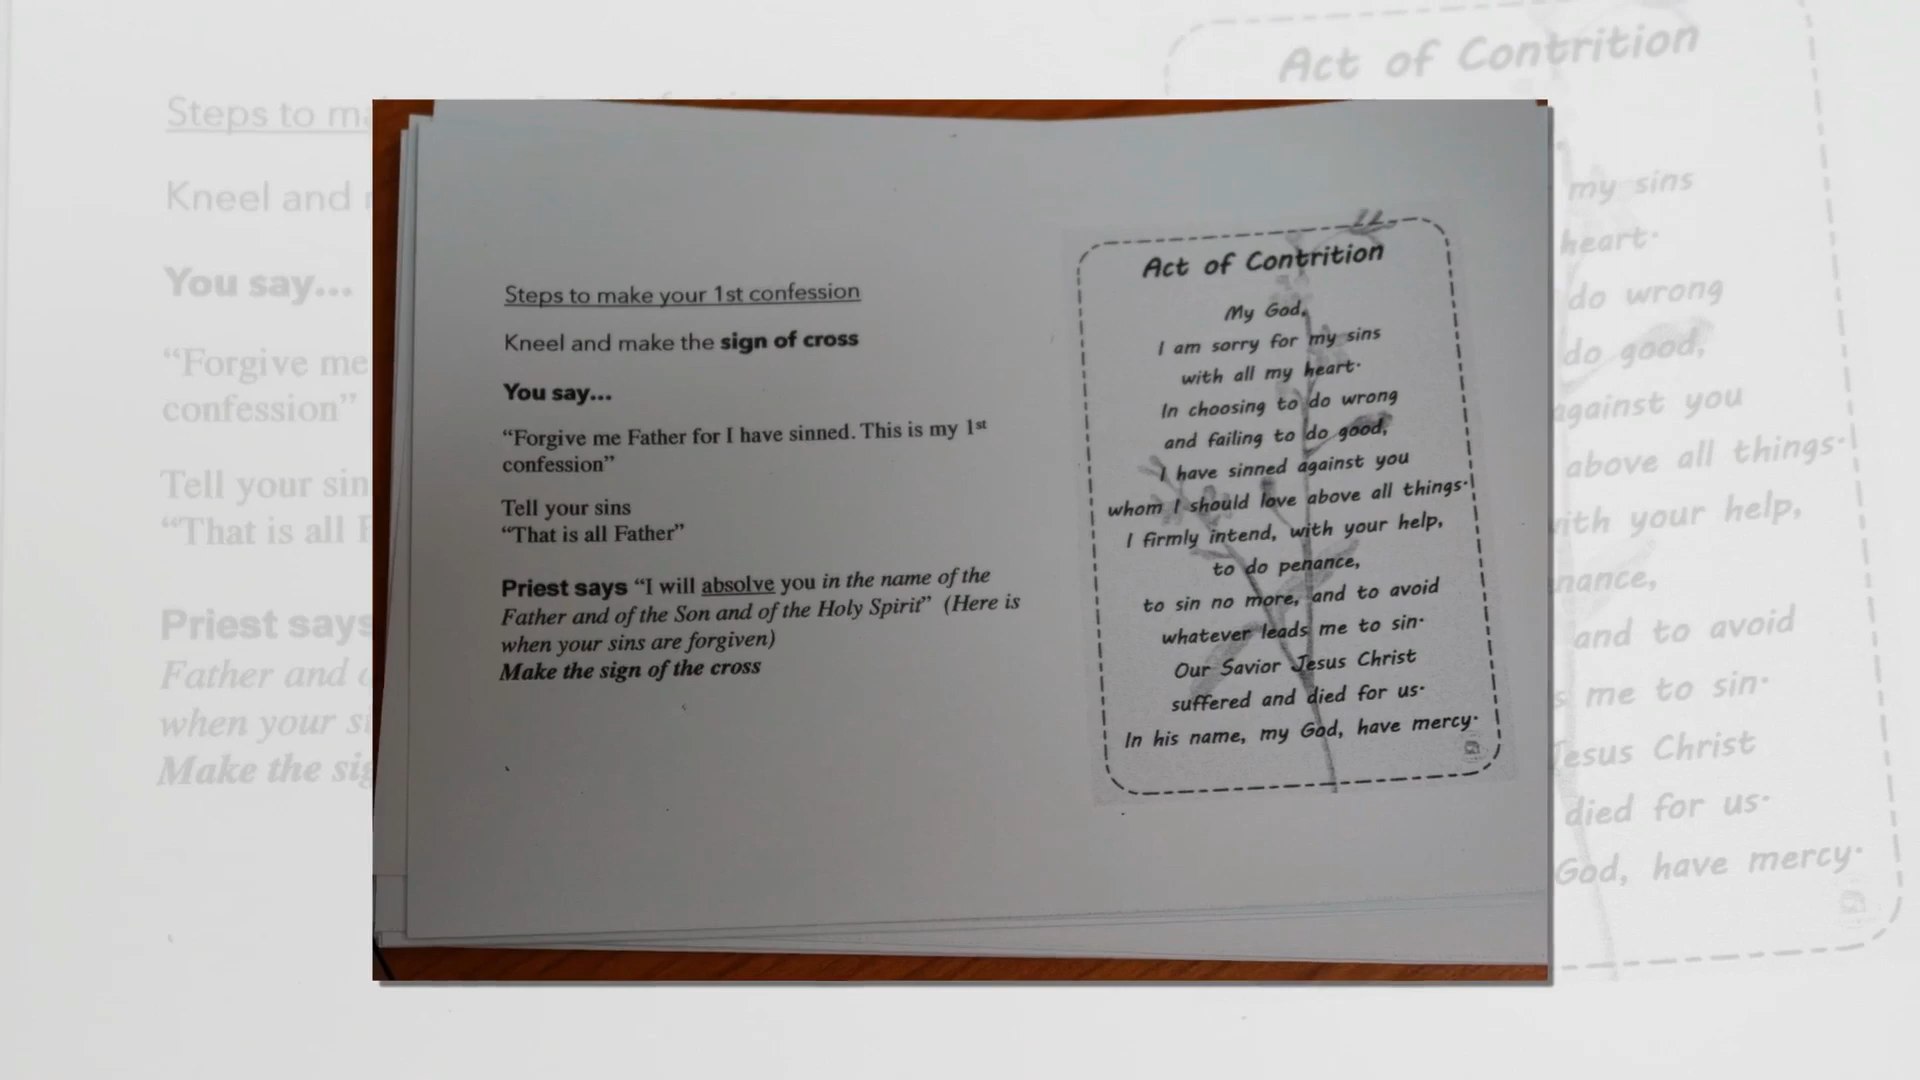 Steps to make your 1st confession
Kneel and make the sign of cross
You say...
“Forgive me Father for I have sinned. This is my 1st
confession”
Tell your sins
“That is all Father”
Priest says “I will absolve you in the name of the
Father and of the Son and of the Holy Spirit” (Here is
when your sins are forgiven)
Make the sign of the cross
Act of Contrition
My God,
I am sorry for my sins
with all my heart.
In choosing to do wrong
and failing to do good,
I have sinned against you
whom I should love above all things.
I firmly intend, with your help,
to do penance,
to sin no more, and to avoid
whatever leads me to sin.
Our Savior Jesus Christ
suffered and died for us.
In his name, my God, have mercy.